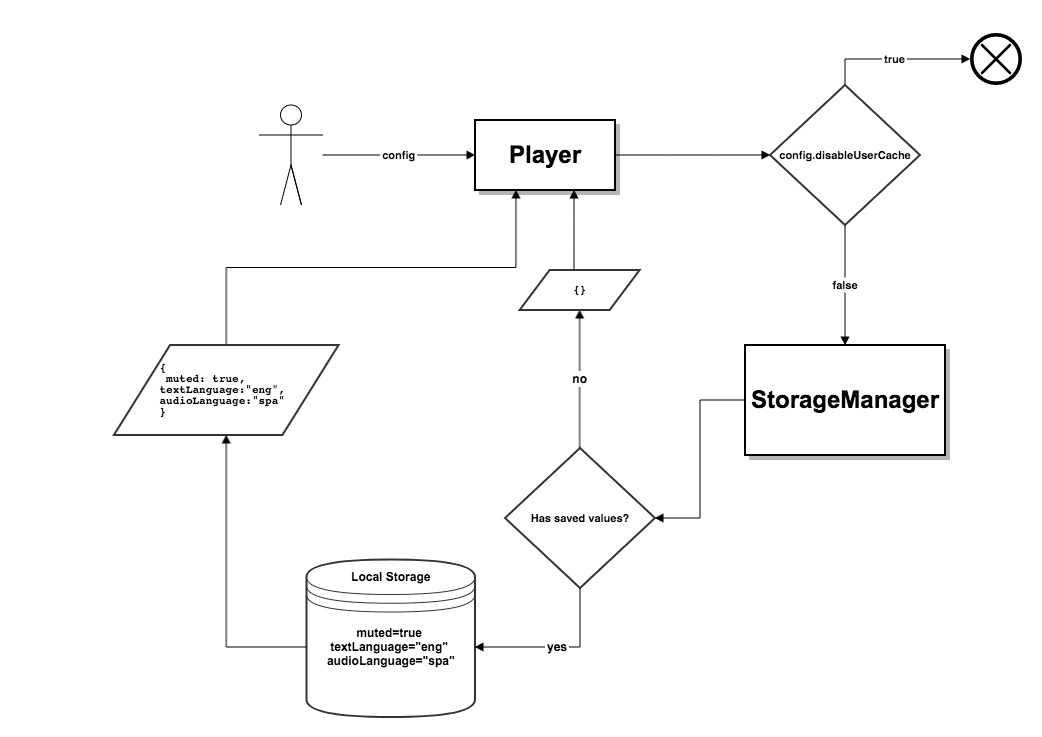 true
config
Player
config.disableUserCache
{}
false
{
muted: true,
textLanguage:"eng",
audioLanguage:"spa"
}
no
StorageManager
Has saved values?
Local Storage
muted=true
textLanguage="eng"
audioLanguage="spa"
yes